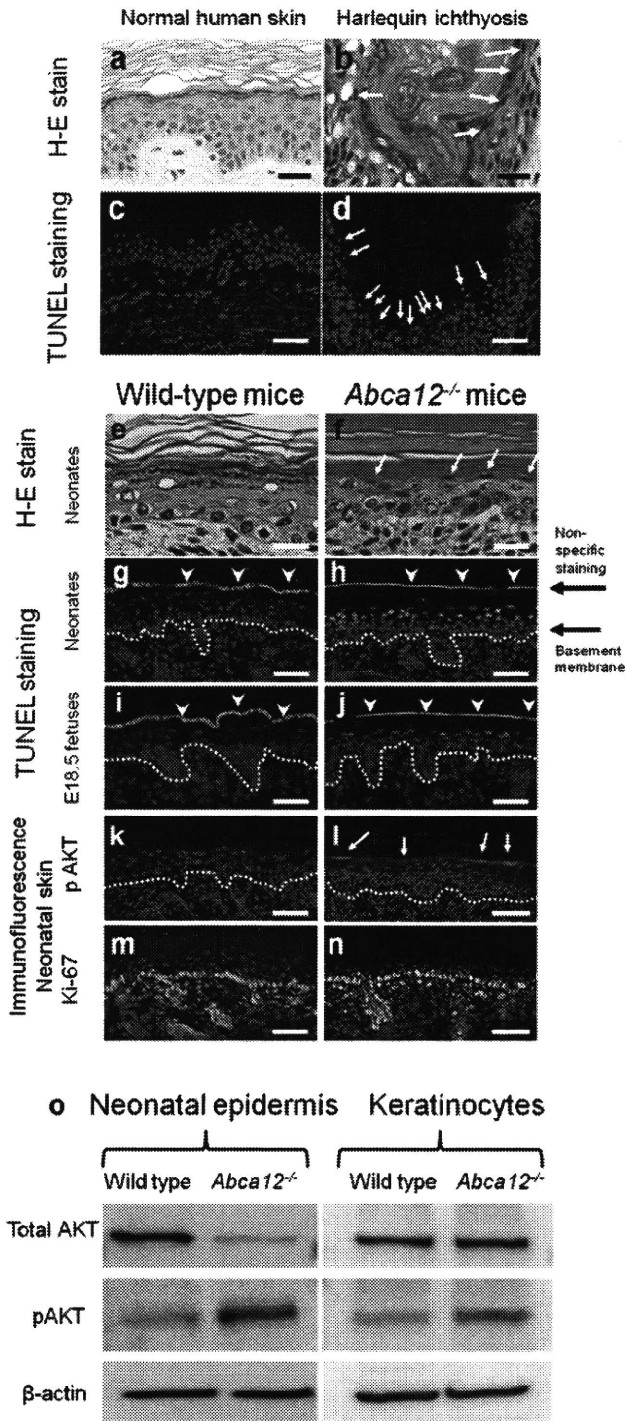 Normal human skin
Harlequin ichthyosis
H-E stain
a
b
TUNEL staining
c
d
Wild-type mice
Abca12-/- mice
H-E stain
Neonates
e
f
TUNEL staining
Neonates
g
h
Non-
specific
staining
Basement
membrane
E18.5 fetuses
i
j
Immunofluorescence
Neonatal skin
pAKT
k
l
Ki-67
m
n
o
Neonatal epidermis
Keratinocytes
Wild type
Abca12-/-
Wild type
Abca12-/-
Total AKT
pAKT
β-actin